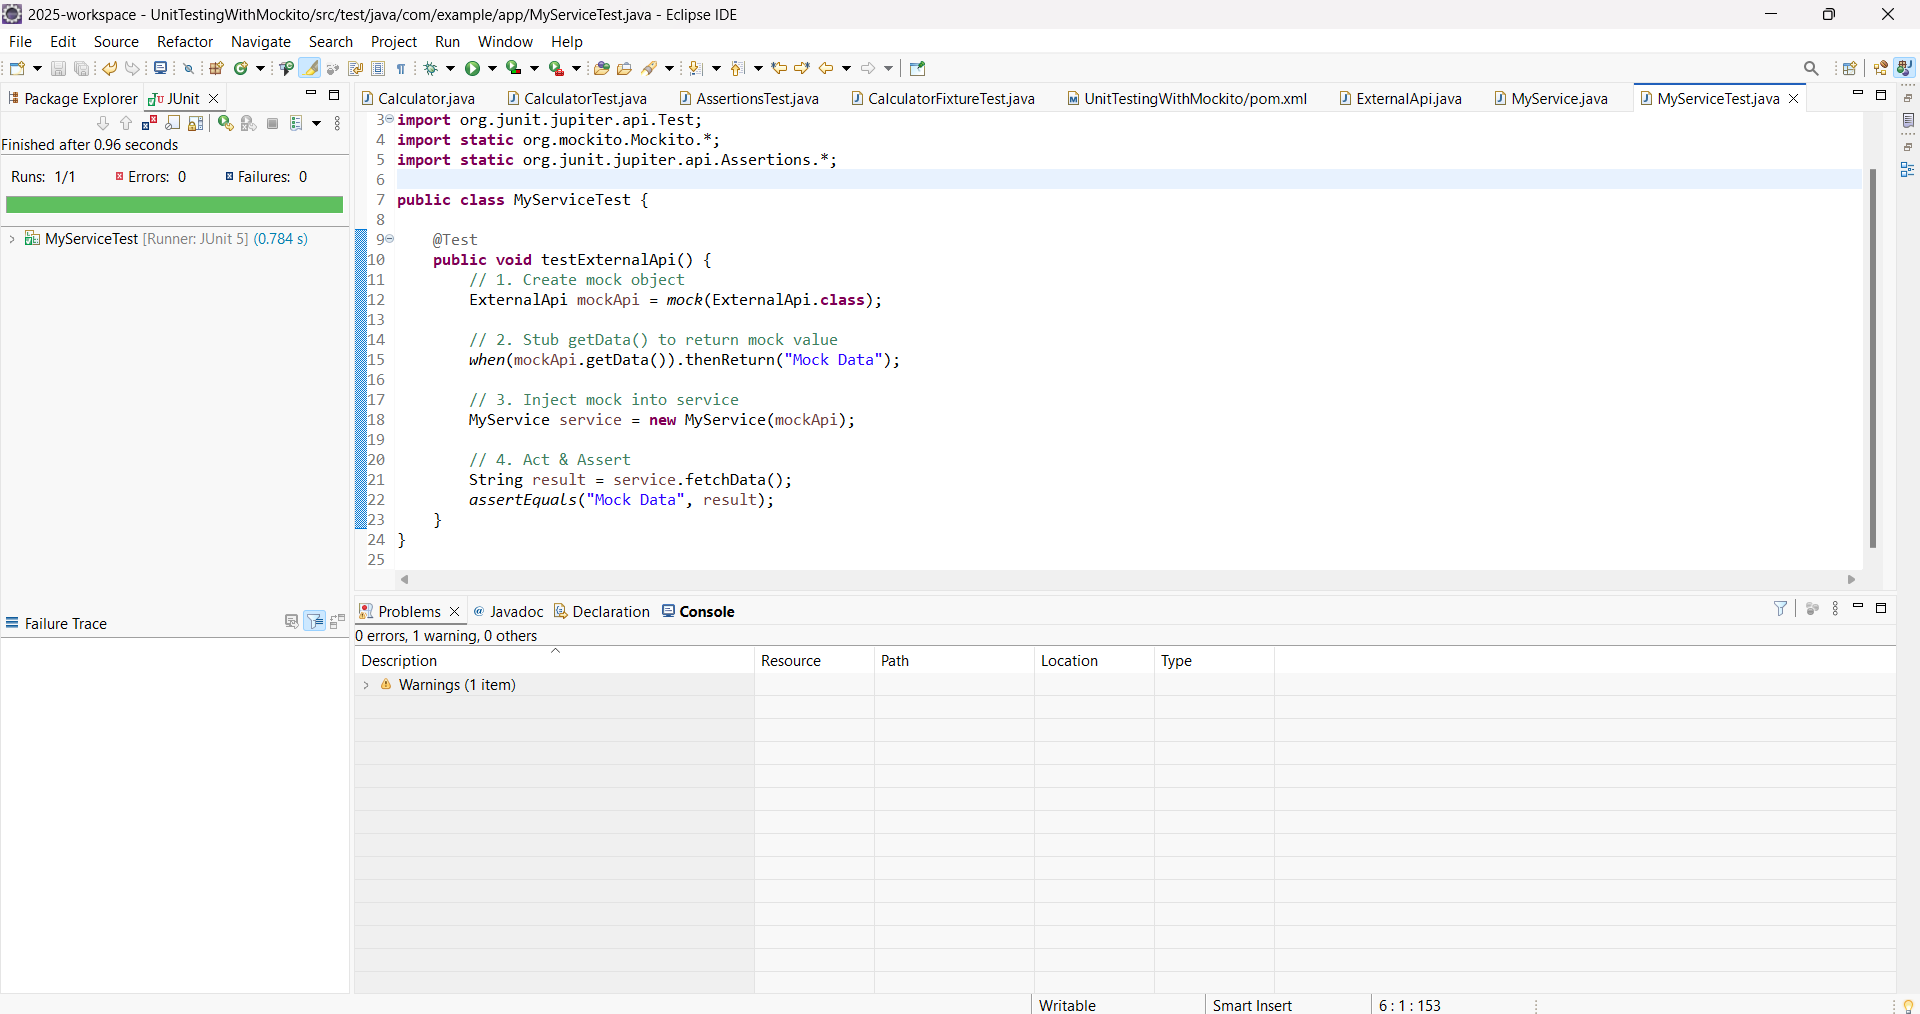 2025-workspace - UnitTestingWithMockito/src/test/java/com/example/app/MyServiceTest.java - Eclipse IDE
File Edit Source Refactor Navigate Search Project Run Window Help
Package Explorer JUnit
Finished after 0.96 seconds
Runs: 1/1 Errors: 0 Failures: 0
MyServiceTest [Runner: JUnit 5] (0.784 s)
Failure Trace
Calculator.java CalculatorTest.java AssertionsTest.java CalculatorFixtureTest.java UnitTestingWithMockito/pom.xml ExternalApi.java MyService.java MyServiceTest.java
3 import org.junit.jupiter.api.Test;
4 import static org.mockito.Mockito.*;
5 import static org.junit.jupiter.api.Assertions.*;
6
7 public class MyServiceTest {
8
9 @Test
10 public void testExternalApi() {
11 // 1. Create mock object
12 ExternalApi mockApi = mock(ExternalApi.class);
13
14 // 2. Stub getData() to return mock value
15 when(mockApi.getData()).thenReturn("Mock Data");
16
17 // 3. Inject mock into service
18 MyService service = new MyService(mockApi);
19
20 // 4. Act & Assert
21 String result = service.fetchData();
22 assertEquals("Mock Data", result);
23 }
24 }
25
Problems Javadoc Declaration Console
0 errors, 1 warning, 0 others
Description Resource Path Location Type
Warnings (1 item)
Writable Smart Insert 6 : 1 : 153